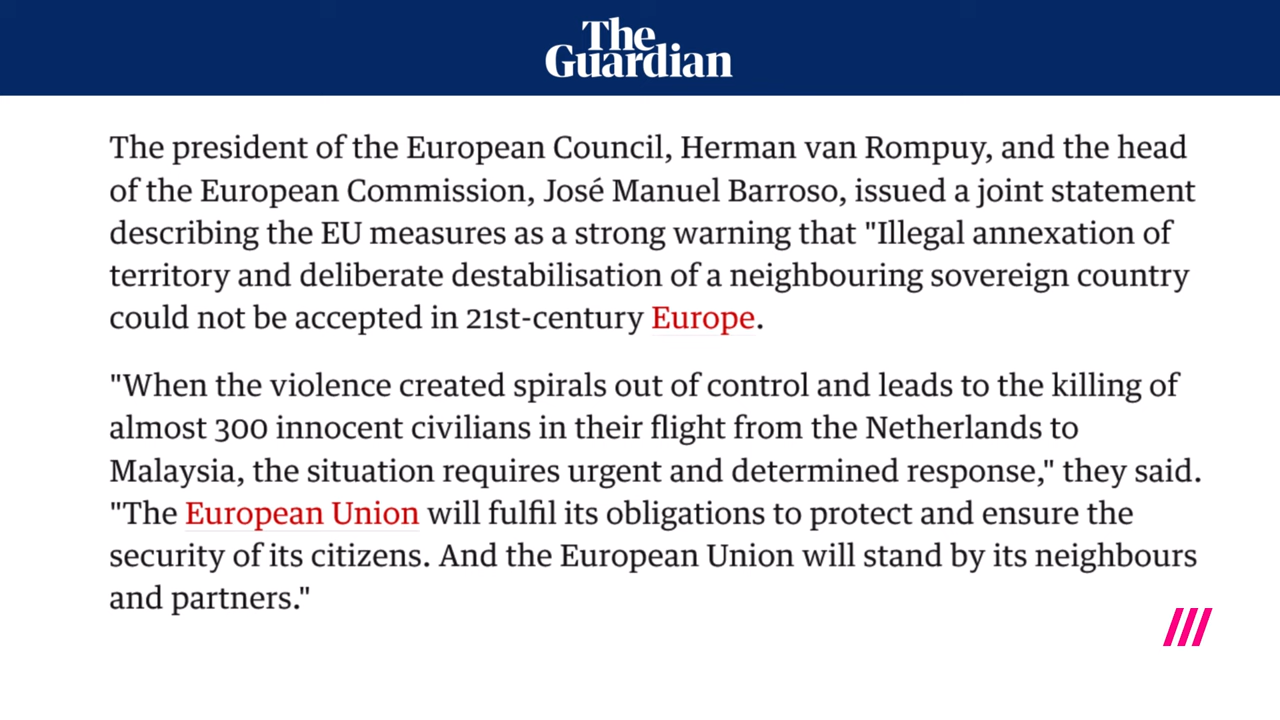 The
Guardian
The president of the European Council, Herman van Rompuy, and the head
of the European Commission, José Manuel Barroso, issued a joint statement
describing the EU measures as a strong warning that "Illegal annexation of
territory and deliberate destabilisation of a neighbouring sovereign country
could not be accepted in 21st-century Europe.
"When the violence created spirals out of control and leads to the killing of
almost 300 innocent civilians in their flight from the Netherlands to
Malaysia, the situation requires urgent and determined response," they said.
"The European Union will fulfil its obligations to protect and ensure the
security of its citizens. And the European Union will stand by its neighbours
and partners."